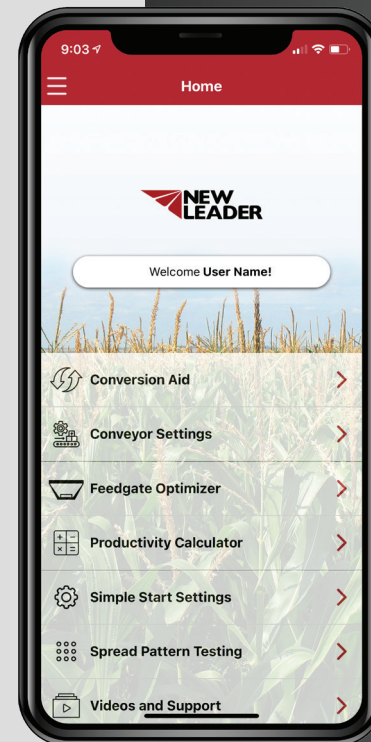 9:03
Home
NEW
LEADER
Welcome User Name!
Conversion Aid
Conveyor Settings
Feedgate Optimizer
Productivity Calculator
Simple Start Settings
Spread Pattern Testing
Videos and Support